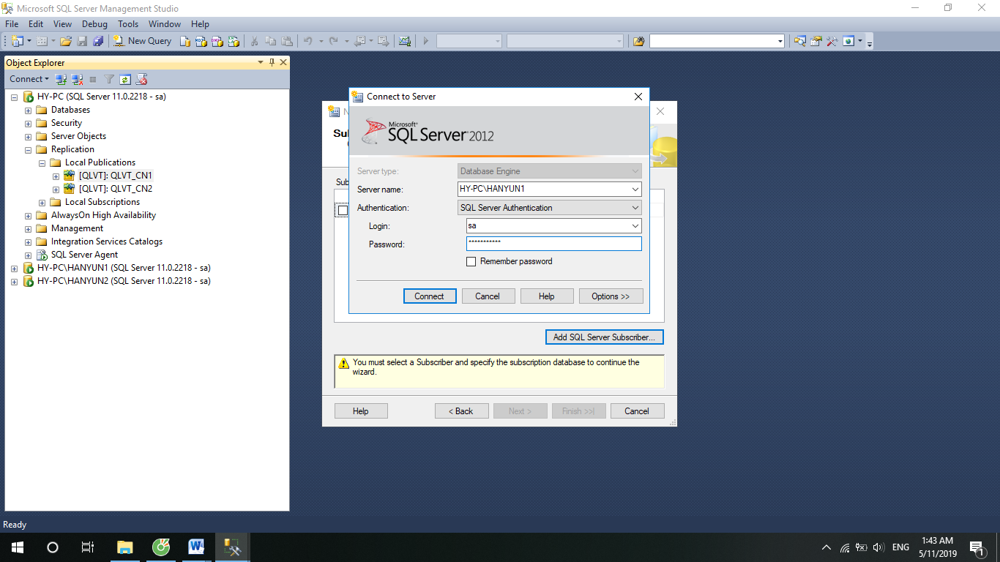 Microsoft SQL Server Management Studio
File Edit View Debug Tools Window Help
New Query
Object Explorer
Connect
HY-PC (SQL Server 11.0.2218 - sa)
Databases
Security
Server Objects
Replication
Local Publications
[QLVT]: QLVT_CN1
[QLVT]: QLVT_CN2
Local Subscriptions
AlwaysOn High Availability
Management
Integration Services Catalogs
SQL Server Agent
HY-PC\HANYUN1 (SQL Server 11.0.2218 - sa)
HY-PC\HANYUN2 (SQL Server 11.0.2218 - sa)
Connect to Server
Microsoft®
SQL Server®2012
Server type: Database Engine
Server name: HY-PC\HANYUN1
Authentication: SQL Server Authentication
Login: sa
Password: ***********
Remember password
Connect Cancel Help Options >>
Add SQL Server Subscriber...
You must select a Subscriber and specify the subscription database to continue the
wizard.
Help < Back Next > Finish >>| Cancel
Ready
ENG
1:43 AM
5/11/2019
1